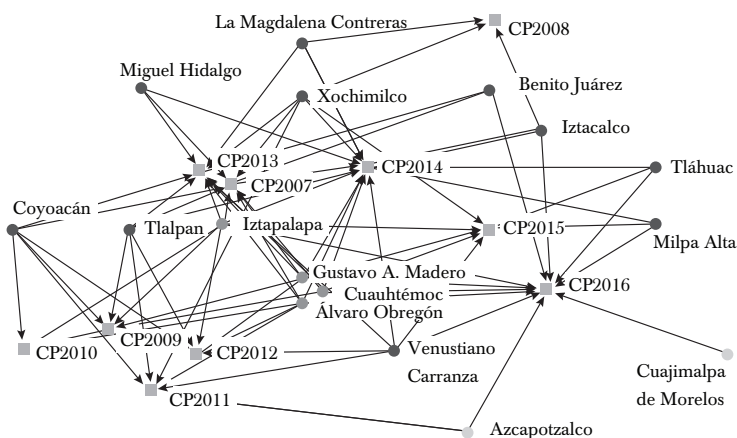 La Magdalena Contreras
CP2008
Miguel Hidalgo
Xochimilco
Benito Juárez
Iztacalco
CP2013
CP2014
Tláhuac
CP2007
Coyoacán
Tlalpan
Iztapalapa
CP2015
Milpa Alta
Gustavo A. Madero
CP2016
Cuauhtémoc
Álvaro Obregón
CP2009
CP2010
CP2012
Venustiano
Carranza
Cuajimalpa
de Morelos
CP2011
Azcapotzalco